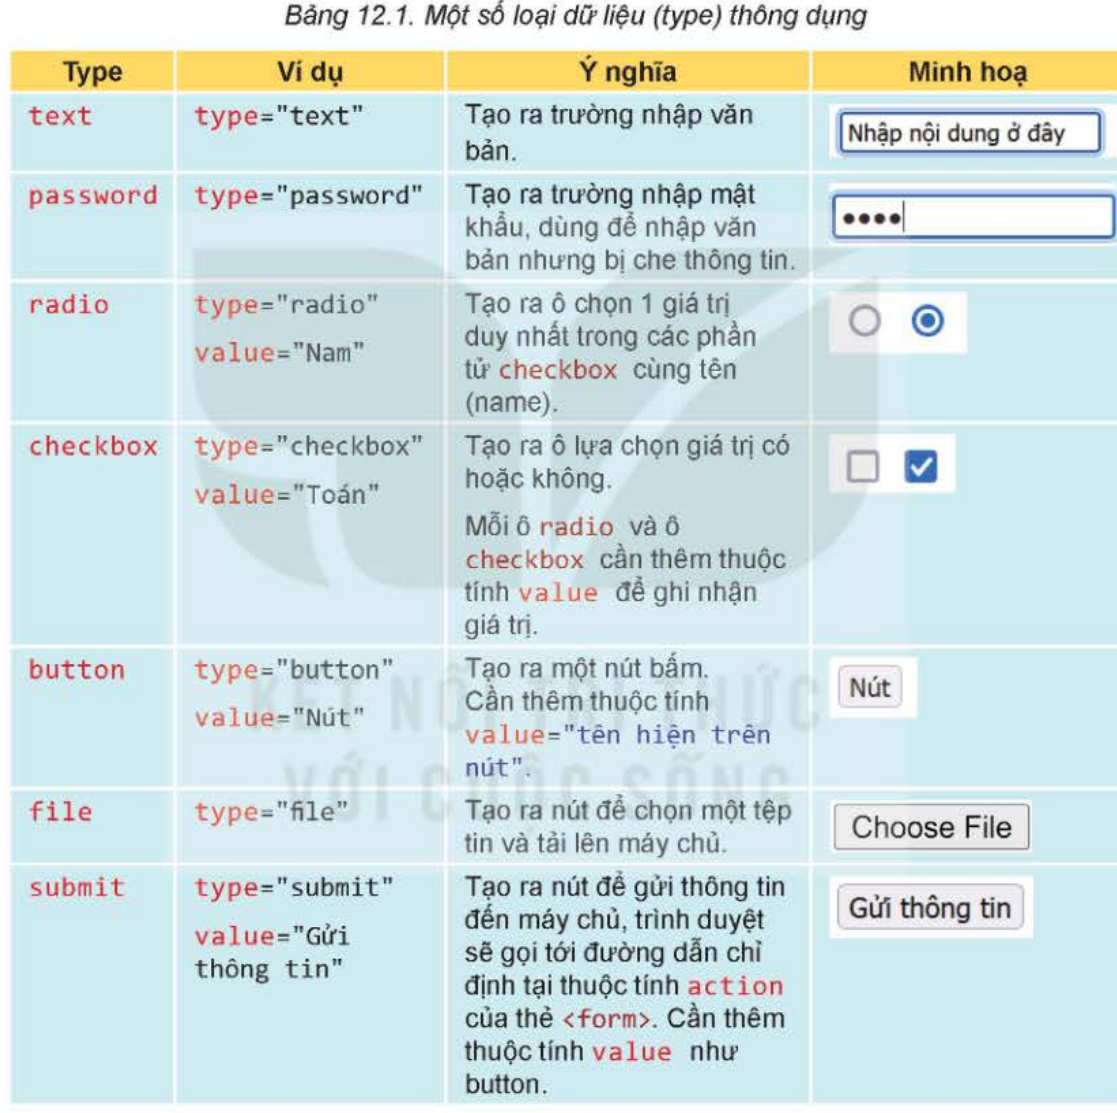 Bảng 12.1. Một số loại dữ liệu (type) thông dụng
Type Ví dụ Ý nghĩa Minh hoạ
text type="text" Tạo ra trường nhập văn
bản.
Nhập nội dung ở đây
password type="password" Tạo ra trường nhập mật
khẩu, dùng để nhập văn
bản nhưng bị che thông tin.
radio type="radio"
value="Nam"
Tạo ra ô chọn 1 giá trị
duy nhất trong các phần
tử checkbox cùng tên
(name).
checkbox type="checkbox"
value="Toán"
Tạo ra ô lựa chọn giá trị có
hoặc không.
Mỗi ô radio và ô
checkbox cần thêm thuộc
tính value để ghi nhận
giá trị.
button type="button"
value="Nút"
Tạo ra một nút bấm.
Cần thêm thuộc tính
value="tên hiện trên
nút".
Nút
file type="file"
Tạo ra nút để chọn một tệp
tin và tải lên máy chủ.
Choose File
submit type="submit"
value="Gửi
thông tin"
Tạo ra nút để gửi thông tin
đến máy chủ, trình duyệt
sẽ gọi tới đường dẫn chỉ
định tại thuộc tính action
của thẻ <form>. Cần thêm
thuộc tính value như
button.
Gửi thông tin
KẾT NỐI TRI THỨC
VỚI CUỘC SỐNG